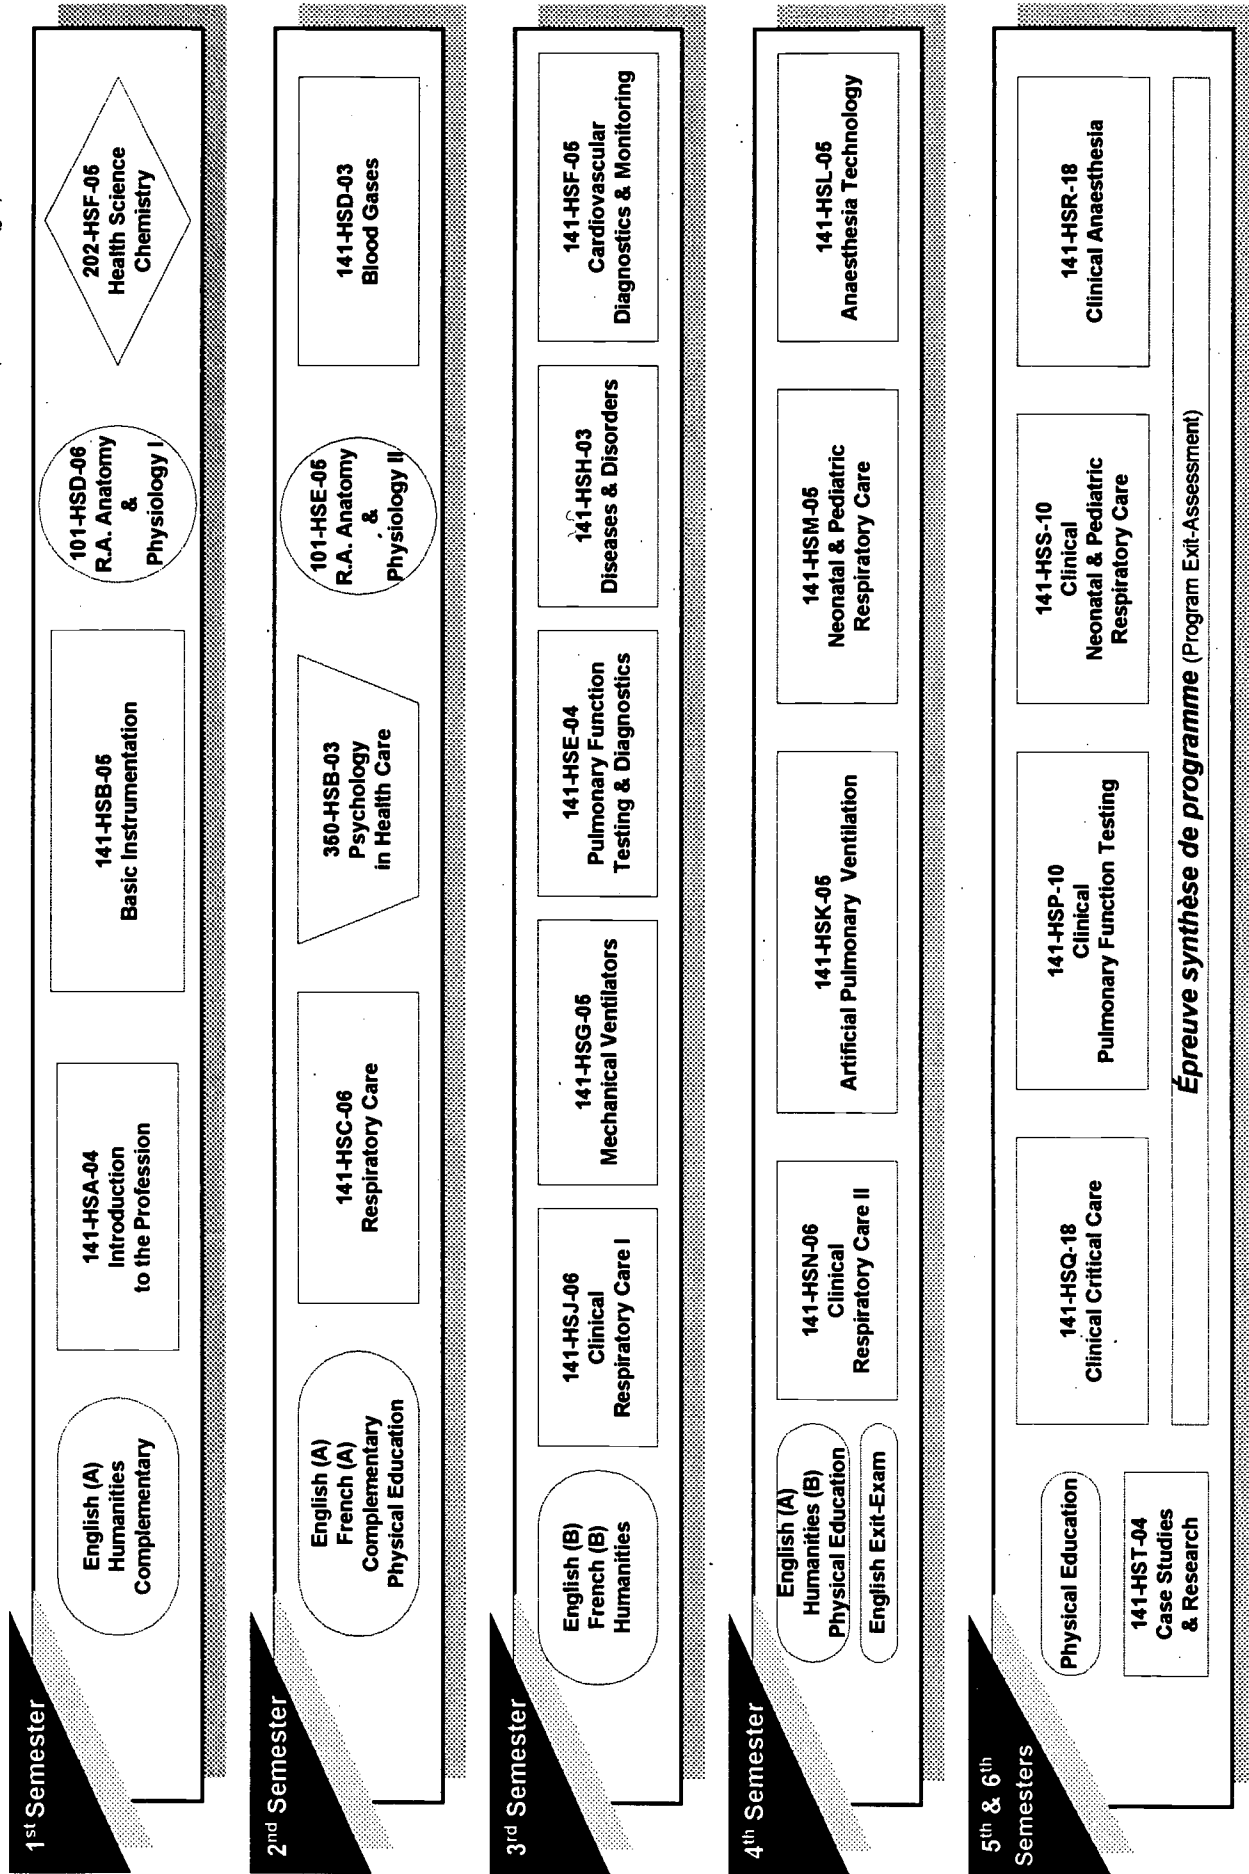 1st Semester
English (A)
Humanities
Complementary
141-HSA-04
Introduction
to the Profession
141-HSB-05
Basic Instrumentation
101-HSD-06
R.A. Anatomy
&
Physiology I
202-HSF-05
Health Science
Chemistry
2nd Semester
English (A)
French (A)
Complementary
Physical Education
141-HSC-06
Respiratory Care
350-HSB-03
Psychology
in Health Care
101-HSE-05
R.A. Anatomy
&
Physiology II
141-HSD-03
Blood Gases
3rd Semester
English (B)
French (B)
Humanities
141-HSJ-06
Clinical
Respiratory Care I
141-HSG-05
Mechanical Ventilators
141-HSE-04
Pulmonary Function
Testing & Diagnostics
141-HSH-03
Diseases & Disorders
141-HSF-05
Cardiovascular
Diagnostics & Monitoring
4th Semester
English (A)
Humanities (B)
Physical Education
English Exit-Exam
141-HSN-06
Clinical
Respiratory Care II
141-HSK-05
Artificial Pulmonary Ventilation
141-HSM-05
Neonatal & Pediatric
Respiratory Care
141-HSL-05
Anaesthesia Technology
5th & 6th
Semesters
Physical Education
141-HST-04
Case Studies
& Research
141-HSQ-18
Clinical Critical Care
141-HSP-10
Clinical
Pulmonary Function Testing
141-HSS-10
Clinical
Neonatal & Pediatric
Respiratory Care
141-HSR-18
Clinical Anaesthesia
Épreuve synthèse de programme (Program Exit-Assessment)